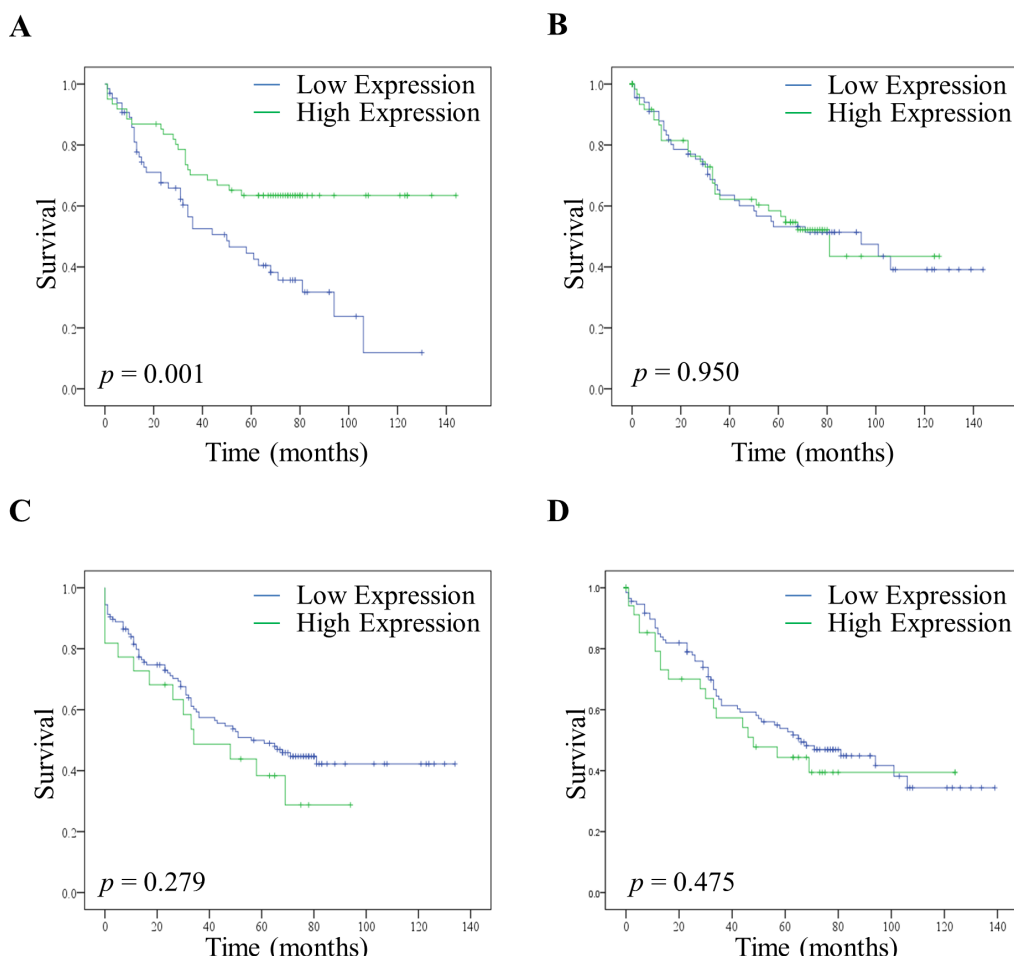 A
Low Expression
High Expression
1.0
0.8
0.6
0.4
0.2
0.0
Survival
p = 0.001
0 20 40 60 80 100 120 140
Time (months)
B
Low Expression
High Expression
1.0
0.8
0.6
0.4
0.2
0.0
Survival
p = 0.950
0 20 40 60 80 100 120 140
Time (months)
C
Low Expression
High Expression
1.0
0.8
0.6
0.4
0.2
0.0
Survival
p = 0.279
0 20 40 60 80 100 120 140
Time (months)
D
Low Expression
High Expression
1.0
0.8
0.6
0.4
0.2
0.0
Survival
p = 0.475
0 20 40 60 80 100 120 140
Time (months)